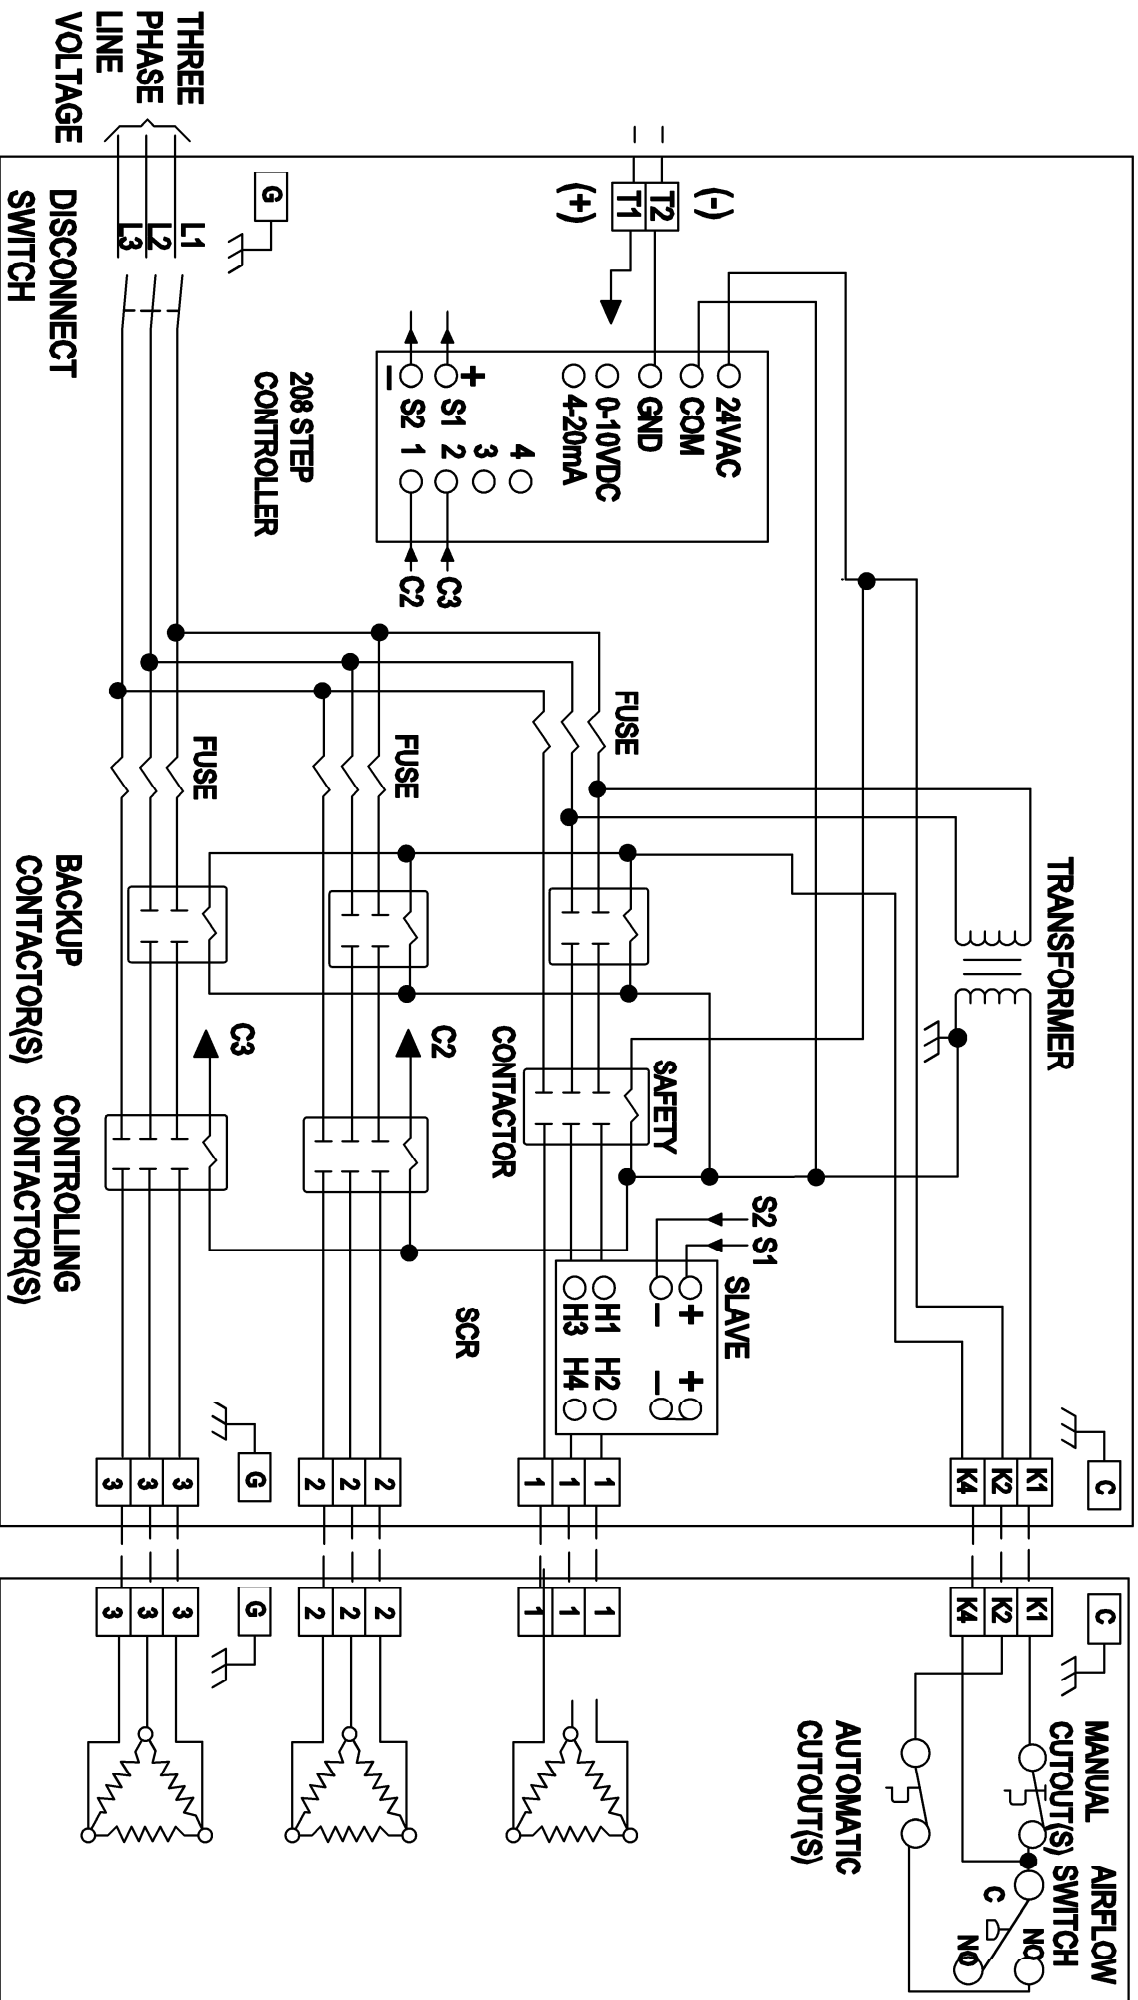 THREE
PHASE
LINE
VOLTAGE
DISCONNECT
SWITCH
G
L1
L2
L3
(-)
T2
T1
(+)
24VAC
COM
GND
0-10VDC
4-20mA
4
3
+ S1 2
− S2 1
208 STEP
CONTROLLER
C3
C2
FUSE
FUSE
FUSE
TRANSFORMER
BACKUP
CONTACTOR(S)
SAFETY
CONTACTOR
C2
C3
CONTROLLING
CONTACTOR(S)
S2
S1
SLAVE
+ +
− −
H1 H2
H3 H4
SCR
C
K1
K2
K4
1
1
1
2
2
2
G
3
3
3
C
K1
K2
K4
1
1
1
2
2
2
G
3
3
3
MANUAL
CUTOUT(S)
AUTOMATIC
CUTOUT(S)
AIRFLOW
SWITCH
C
NO
NO